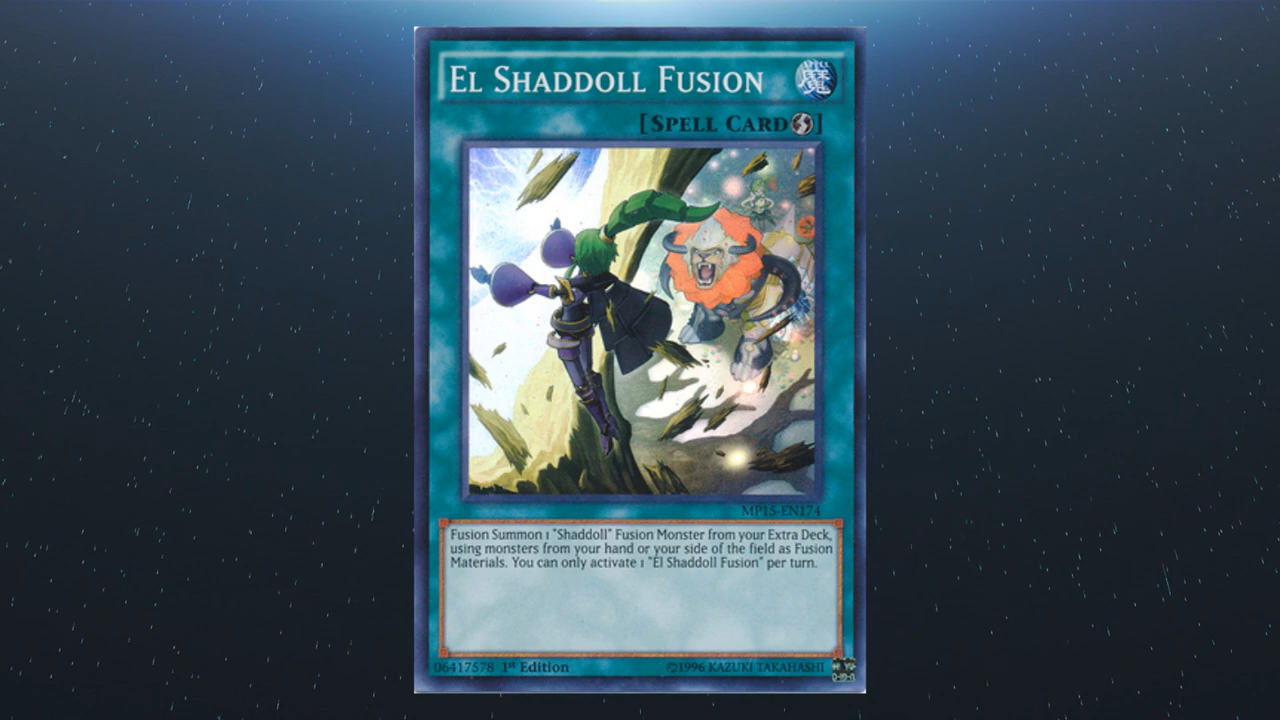 EL SHADDOLL FUSION
魔
[SPELL CARD]
MP15-EN174
Fusion Summon 1 "Shaddoll" Fusion Monster from your Extra Deck,
using monsters from your hand or your side of the field as Fusion
Materials. You can only activate 1 "El Shaddoll Fusion" per turn.
06417578 1st Edition ©1996 KAZUKI TAKAHASHI